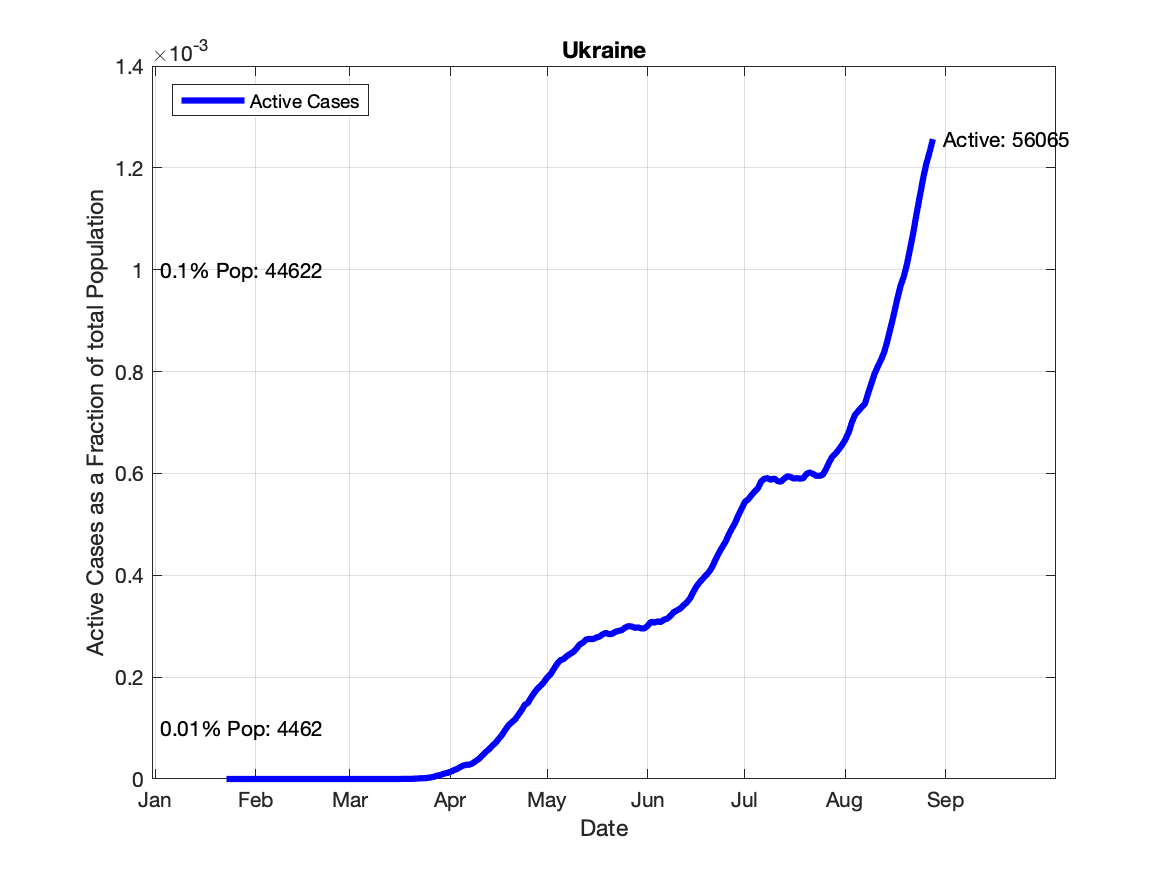 Ukraine
×10-3
1.4
1.2
1
0.8
0.6
0.4
0.2
0
Active Cases as a Fraction of total Population
Active Cases
Active: 56065
0.1% Pop: 44622
0.01% Pop: 4462
Jan Feb Mar Apr May Jun Jul Aug Sep
Date